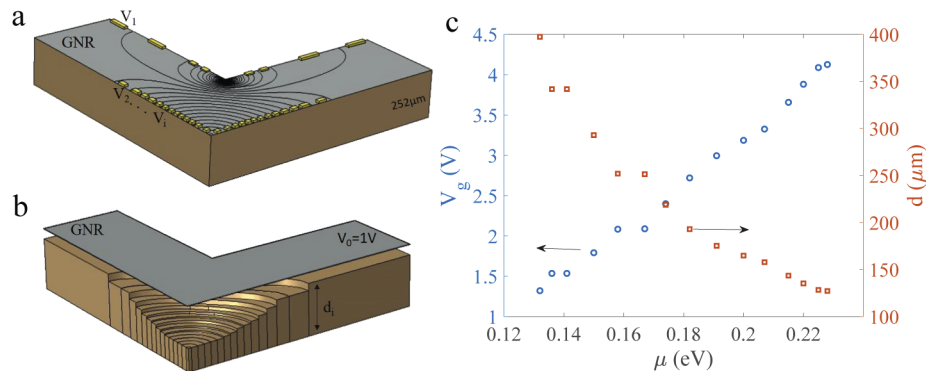 a
V₁
GNR
V₂, . . Vᵢ
252μm
b
GNR
V₀=1V
dᵢ
c
4.5
4
3.5
3
2.5
2
1.5
1
V_g (V)
400
350
300
250
200
150
100
d (μm)
0.12 0.14 0.16 0.18 0.2 0.22
μ (eV)